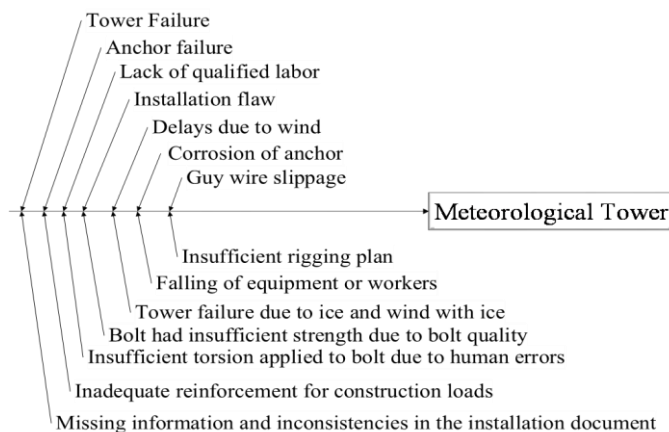 Tower Failure
Anchor failure
Lack of qualified labor
Installation flaw
Delays due to wind
Corrosion of anchor
Guy wire slippage
Meteorological Tower
Insufficient rigging plan
Falling of equipment or workers
Tower failure due to ice and wind with ice
Bolt had insufficient strength due to bolt quality
Insufficient torsion applied to bolt due to human errors
Inadequate reinforcement for construction loads
Missing information and inconsistencies in the installation document